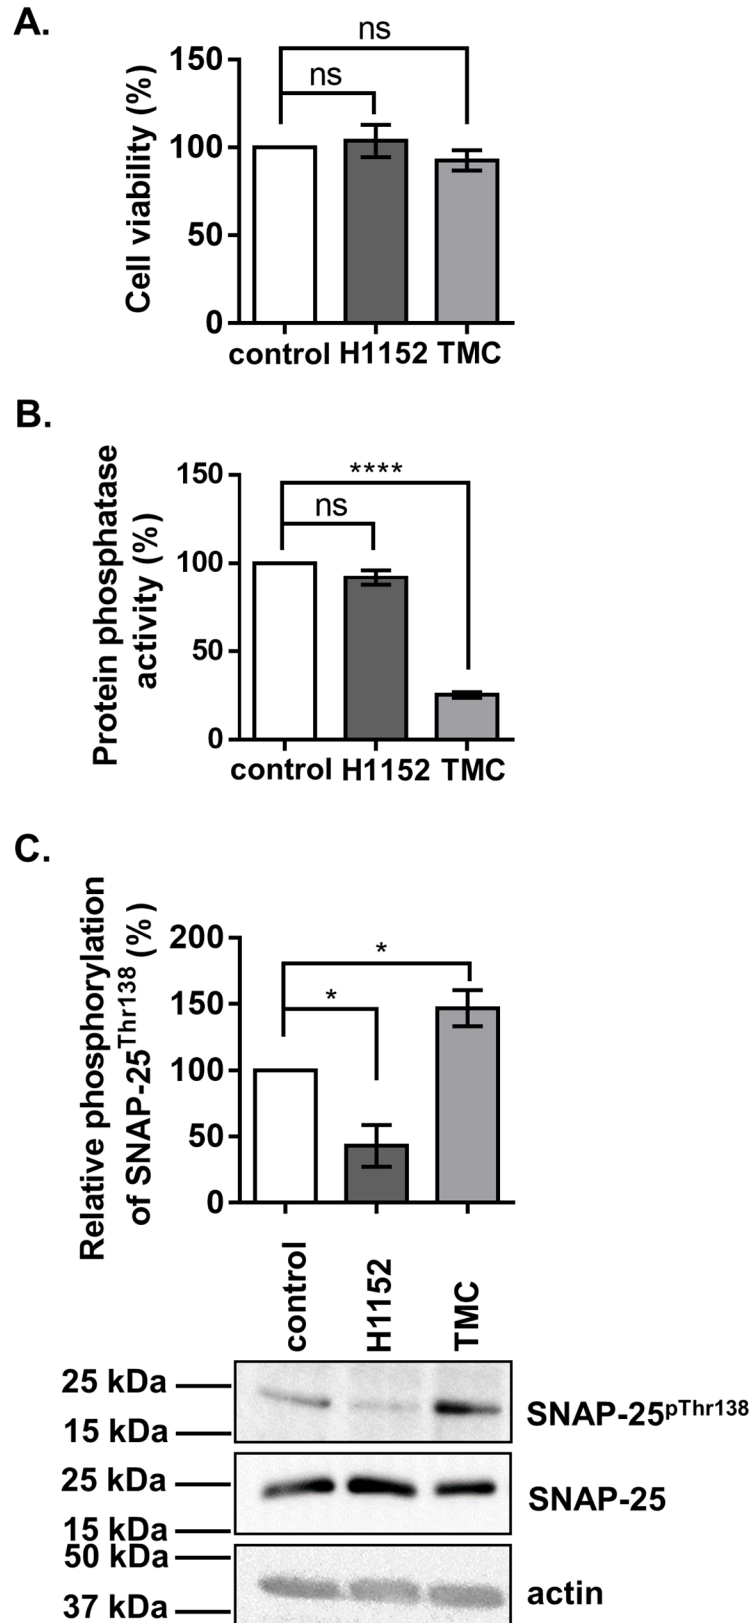 A.
ns
ns
Cell viability (%)
150
100
50
0
control H1152 TMC
B.
****
ns
Protein phosphatase
activity (%)
150
100
50
0
control H1152 TMC
C.
*
*
Relative phosphorylation
of SNAP-25Thr138 (%)
200
150
100
50
0
control
H1152
TMC
25 kDa
15 kDa
SNAP-25pThr138
25 kDa
15 kDa
SNAP-25
50 kDa
37 kDa
actin